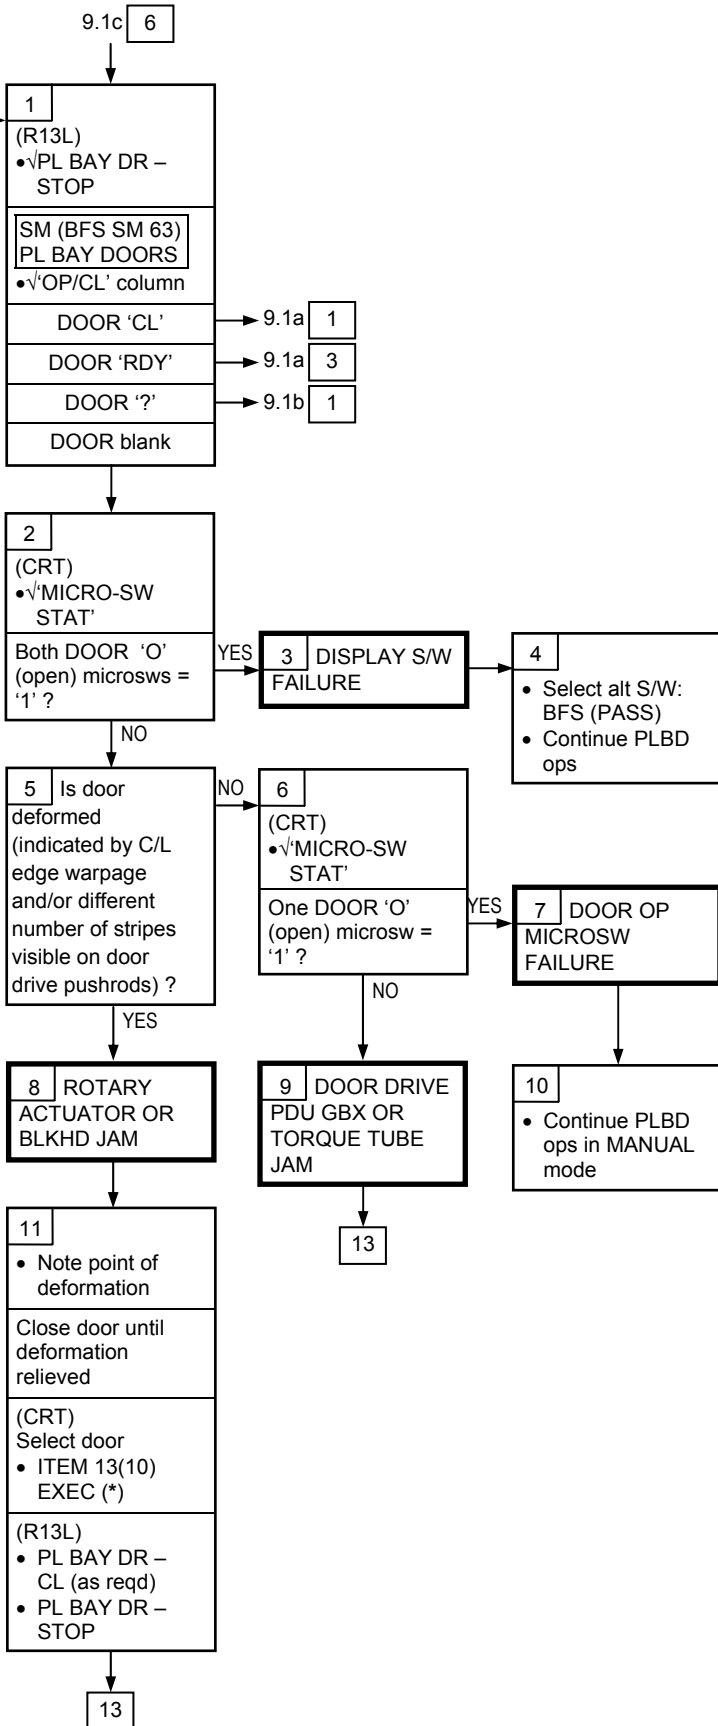 9.1c 6
1
(R13L)
•√PL BAY DR –
STOP
SM (BFS SM 63)
PL BAY DOORS
•√‘OP/CL’ column
DOOR ‘CL’
9.1a 1
DOOR ‘RDY’
9.1a 3
DOOR ‘?’
9.1b 1
DOOR blank
2
(CRT)
•√‘MICRO-SW
STAT’
Both DOOR ‘O’
(open) microsws =
‘1’ ?
YES
NO
3 DISPLAY S/W
FAILURE
4
• Select alt S/W:
BFS (PASS)
• Continue PLBD
ops
5 Is door
deformed
(indicated by C/L
edge warpage
and/or different
number of stripes
visible on door
drive pushrods) ?
NO
YES
6
(CRT)
•√‘MICRO-SW
STAT’
One DOOR ‘O’
(open) microsw =
‘1’ ?
YES
NO
7 DOOR OP
MICROSW
FAILURE
8 ROTARY
ACTUATOR OR
BLKHD JAM
9 DOOR DRIVE
PDU GBX OR
TORQUE TUBE
JAM
13
10
• Continue PLBD
ops in MANUAL
mode
11
• Note point of
deformation
Close door until
deformation
relieved
(CRT)
Select door
• ITEM 13(10)
EXEC (*)
(R13L)
• PL BAY DR –
CL (as reqd)
• PL BAY DR –
STOP
13